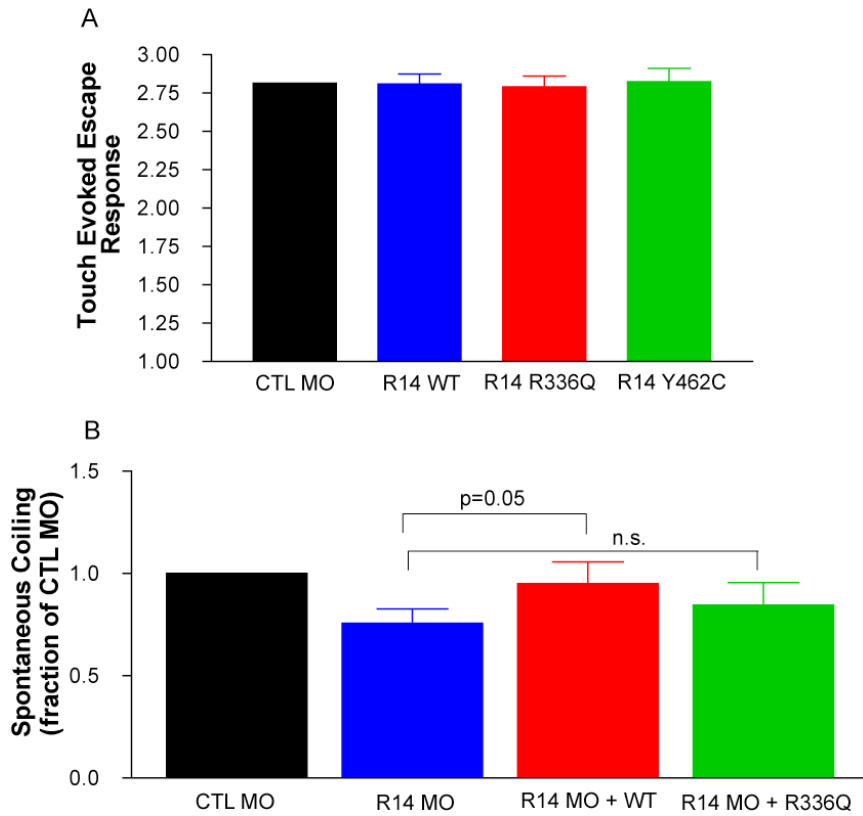 A
Touch Evoked Escape
Response
3.00
2.75
2.50
2.25
2.00
1.75
1.50
1.25
1.00
CTL MO R14 WT R14 R336Q R14 Y462C
B
Spontaneous Coiling
(fraction of CTL MO)
1.5
1.0
0.5
0.0
p=0.05
n.s.
CTL MO R14 MO R14 MO + WT R14 MO + R336Q